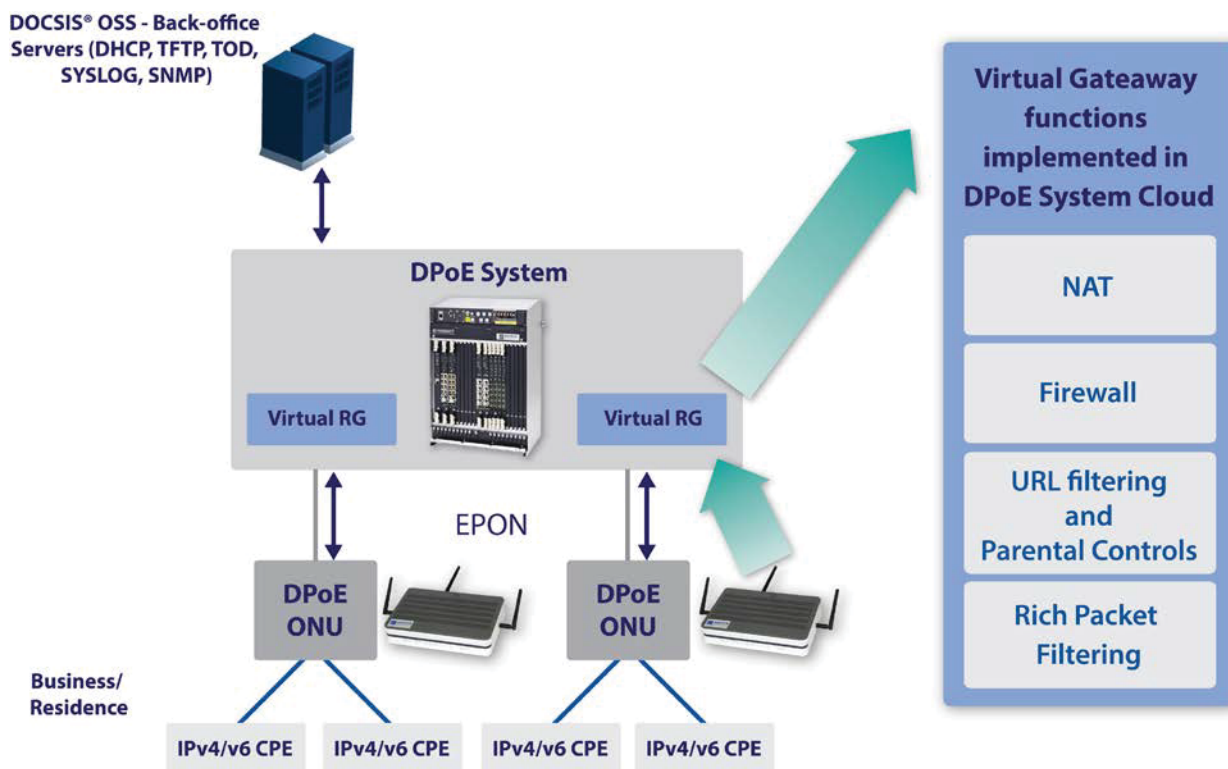 DOCSIS® OSS - Back-office
Servers (DHCP, TFTP, TOD,
SYSLOG, SNMP)
Virtual Gateaway
functions
implemented in
DPoE System Cloud
NAT
Firewall
URL filtering
and
Parental Controls
Rich Packet
Filtering
DPoE System
Virtual RG
Virtual RG
EPON
DPoE
ONU
DPoE
ONU
Business/
Residence
IPv4/v6 CPE
IPv4/v6 CPE
IPv4/v6 CPE
IPv4/v6 CPE